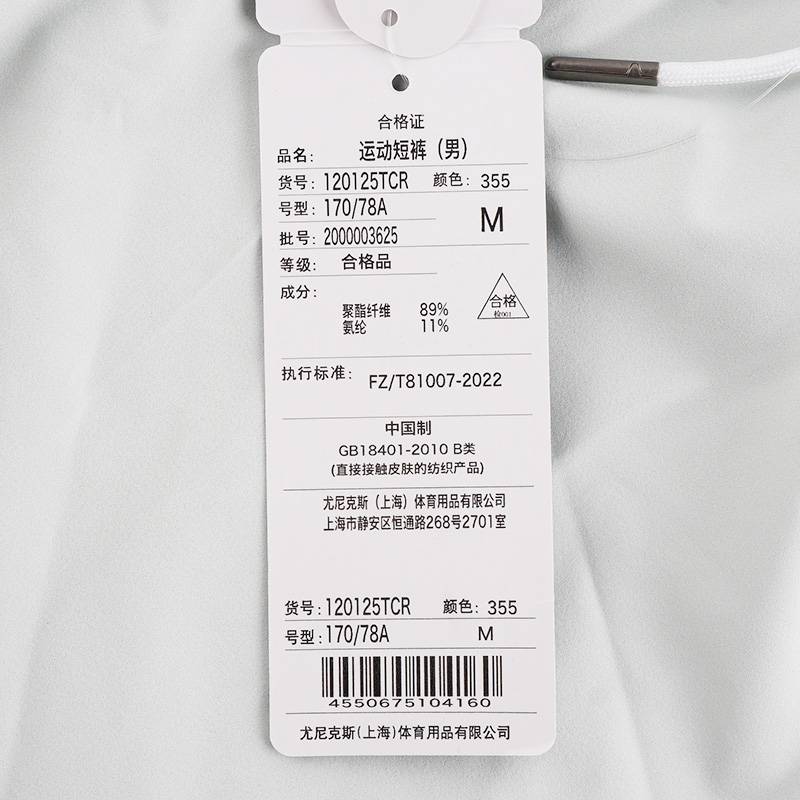 合格证
品名: 运动短裤（男）
货号: 120125TCR 颜色: 355
号型: 170/78A
M
批号: 2000003625
等级: 合格品
成分:
聚酯纤维 89%
氨纶 11%
合格
检001
执行标准: FZ/T81007-2022
中国制
GB18401-2010 B类
(直接接触皮肤的纺织产品)
尤尼克斯（上海）体育用品有限公司
上海市静安区恒通路268号2701室
货号: 120125TCR 颜色: 355
号型: 170/78A M
4550675104160
尤尼克斯(上海)体育用品有限公司